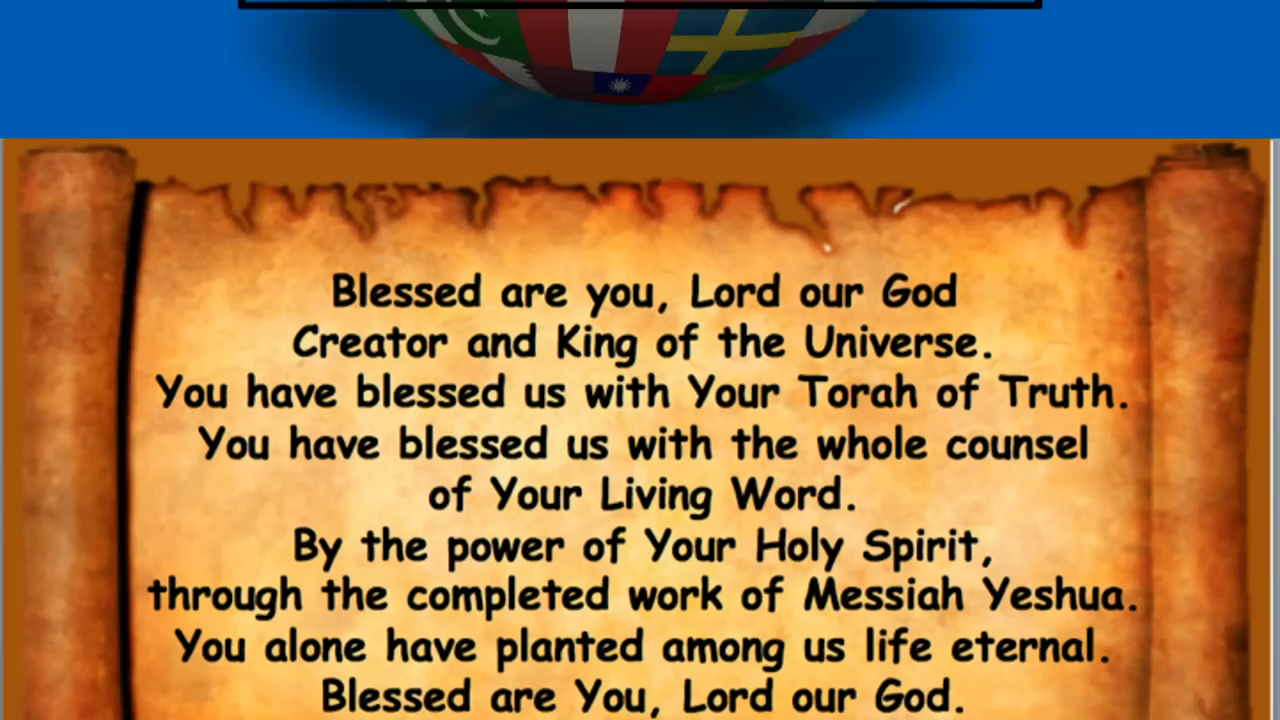 Blessed are you, Lord our God
Creator and King of the Universe.
You have blessed us with Your Torah of Truth.
You have blessed us with the whole counsel
of Your Living Word.
By the power of Your Holy Spirit,
through the completed work of Messiah Yeshua.
You alone have planted among us life eternal.
Blessed are You, Lord our God.